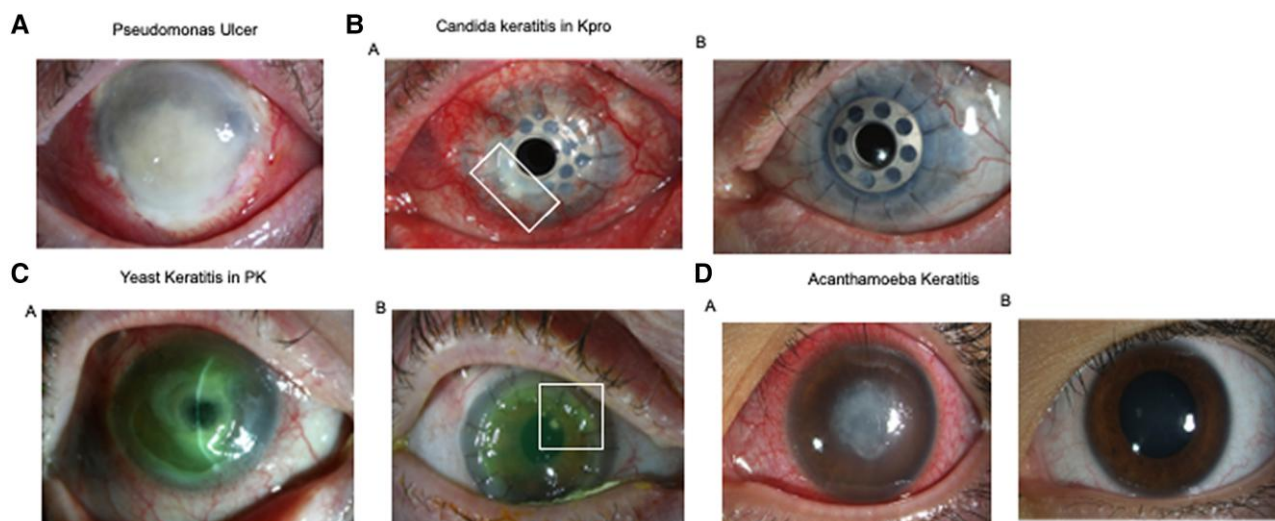 A
Pseudomonas Ulcer
B
Candida keratitis in Kpro
A
B
C
Yeast Keratitis in PK
A
B
D
Acanthamoeba Keratitis
A
B